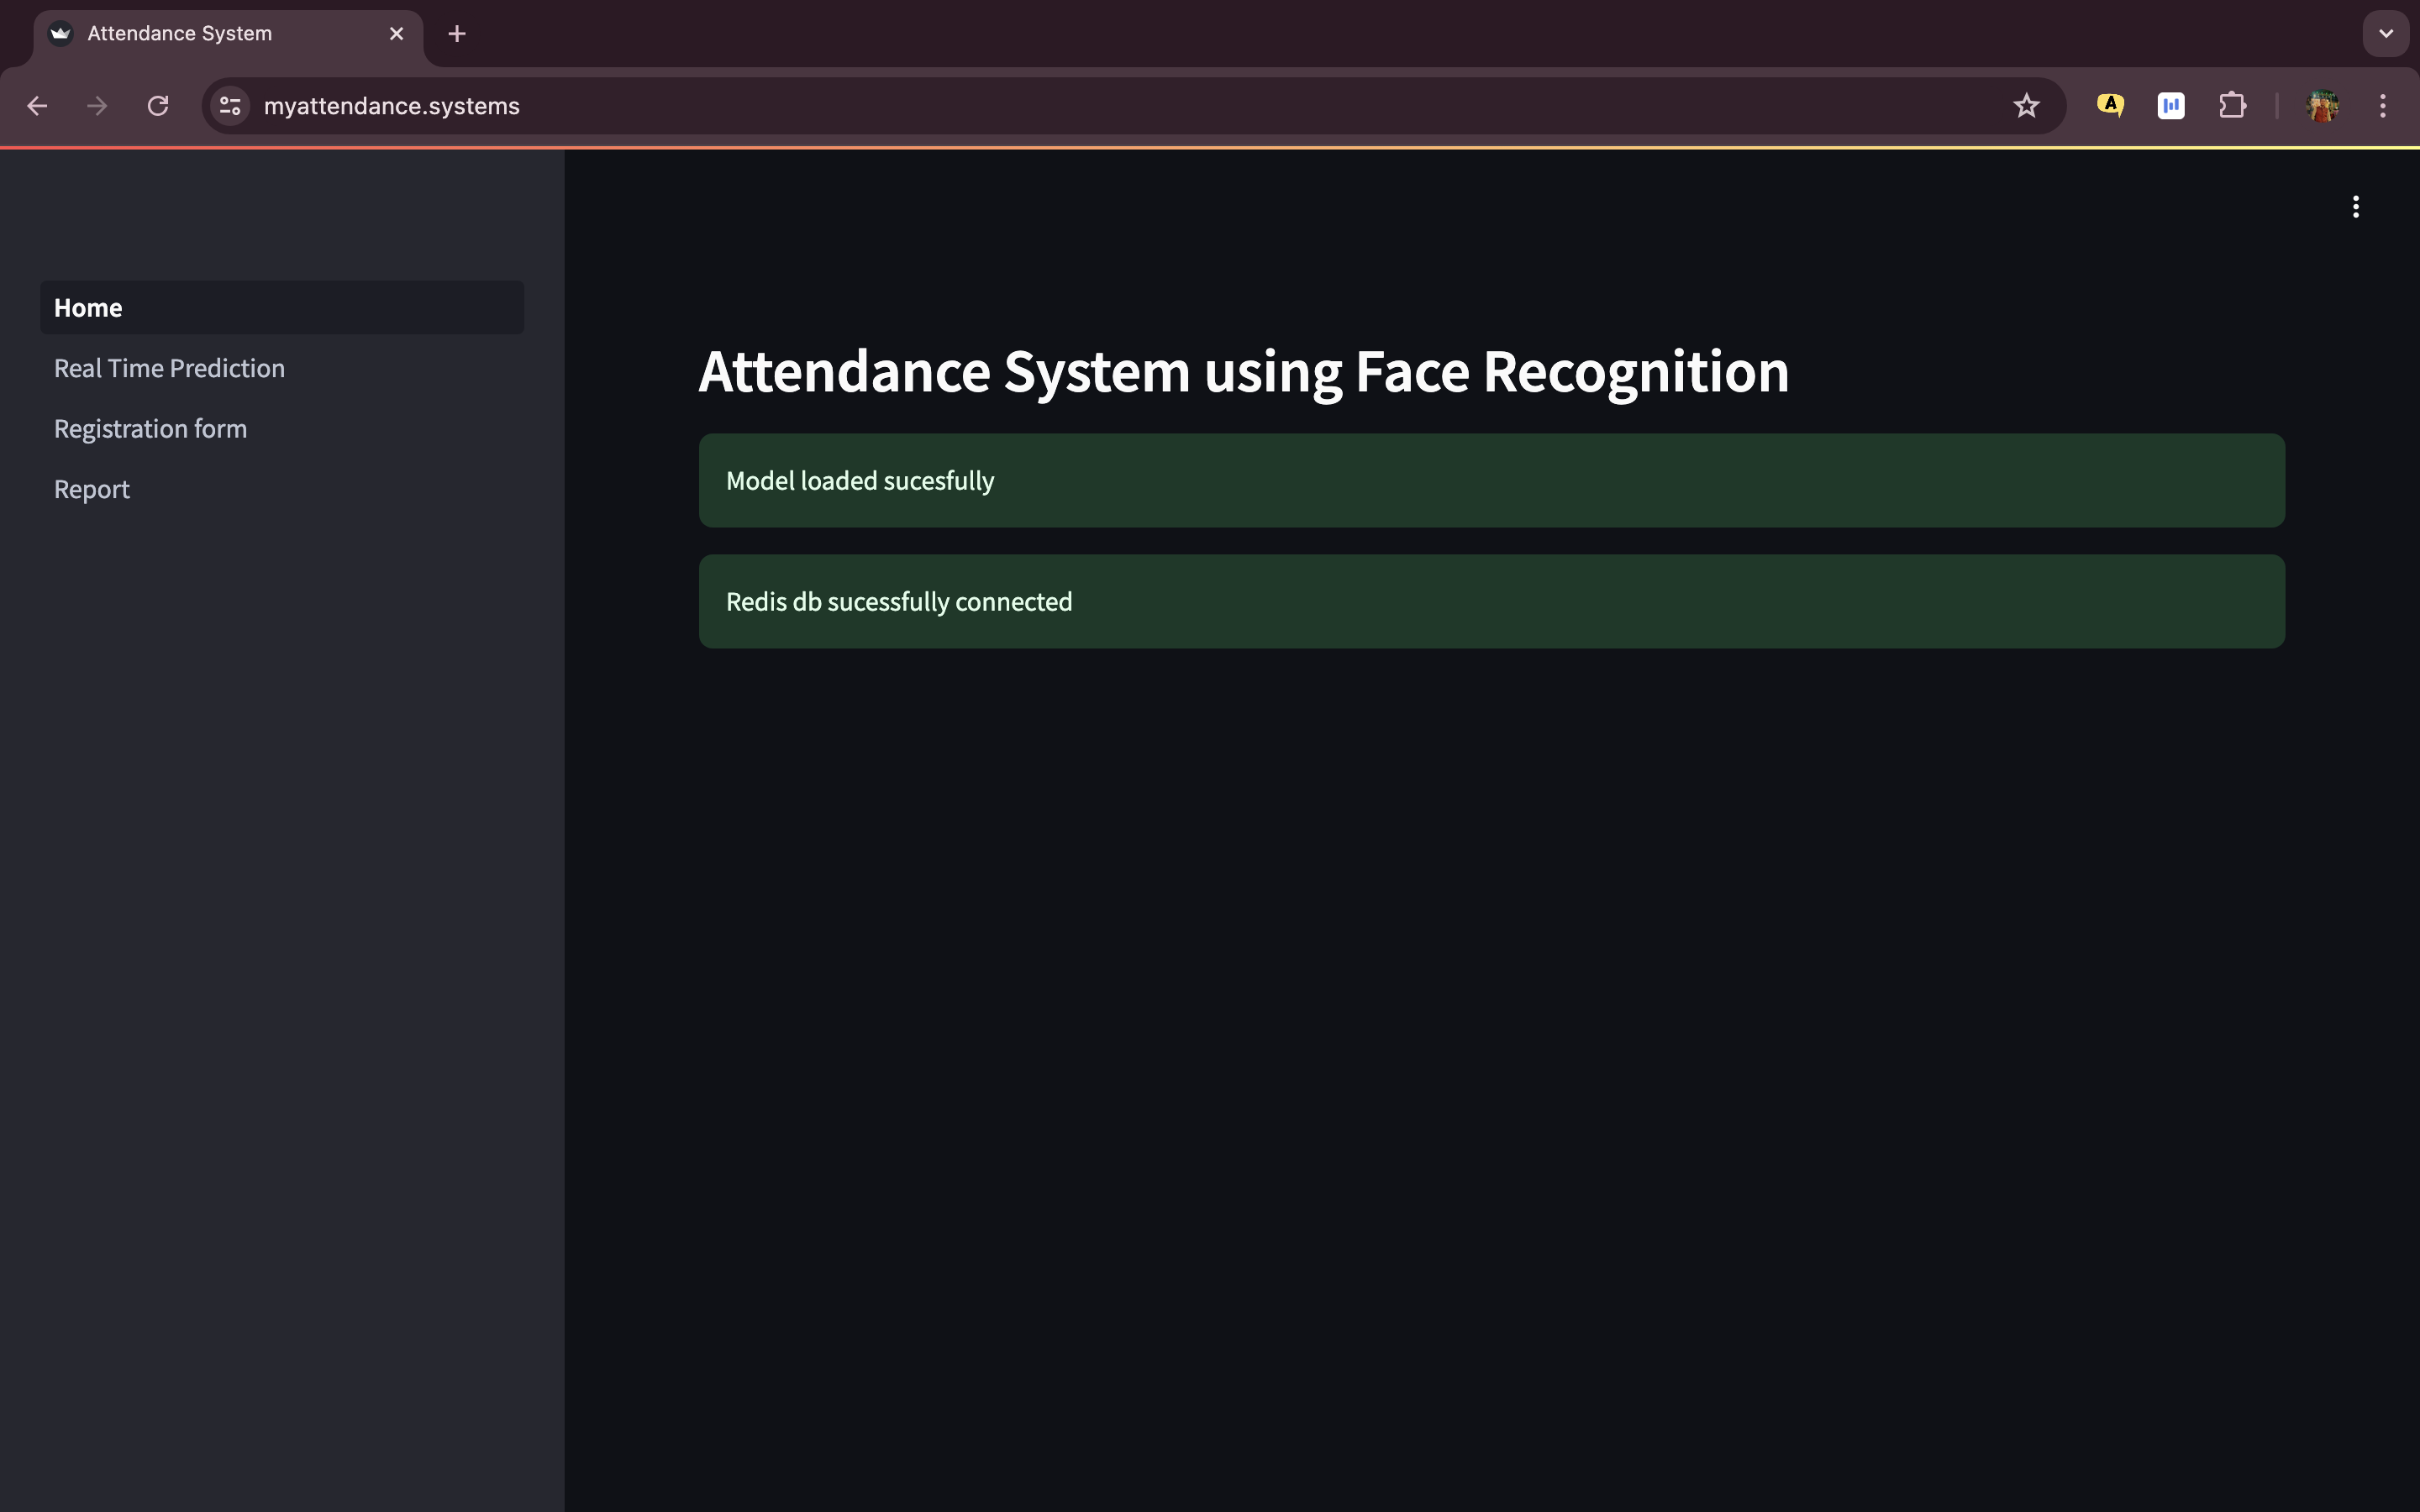 Attendance System
myattendance.systems
A
Home
Real Time Prediction
Registration form
Report
Attendance System using Face Recognition
Model loaded sucesfully
Redis db sucessfully connected